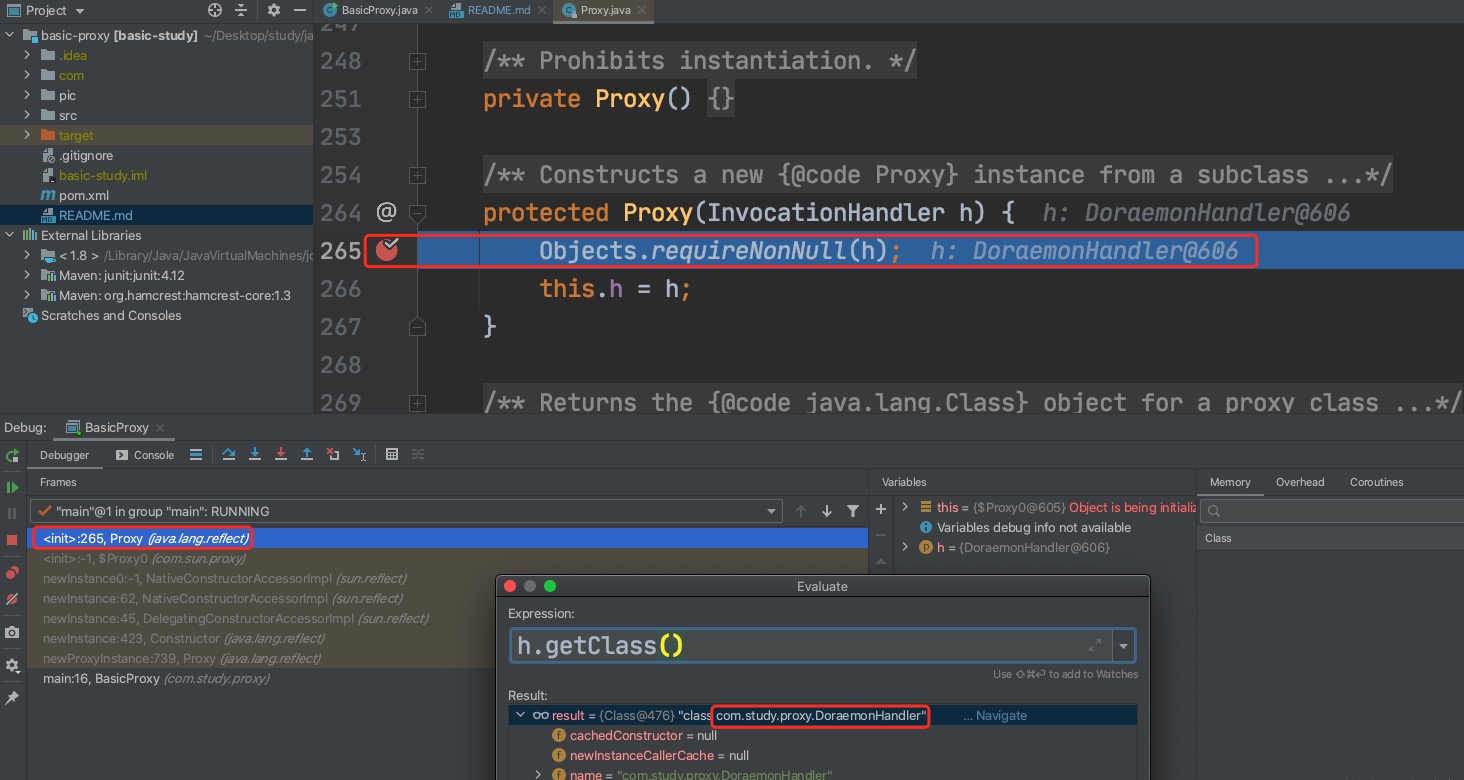 Project
basic-proxy [basic-study] ~/Desktop/study/ja
.idea
com
pic
src
target
.gitignore
basic-study.iml
pom.xml
README.md
External Libraries
< 1.8 > /Library/Java/JavaVirtualMachines/jd
Maven: junit:junit:4.12
Maven: org.hamcrest:hamcrest-core:1.3
Scratches and Consoles
BasicProxy.java README.md Proxy.java
247
248 /** Prohibits instantiation. */
251 private Proxy() {}
253
254 /** Constructs a new {@code Proxy} instance from a subclass ...*/
264 @ protected Proxy(InvocationHandler h) { h: DoraemonHandler@606
265 Objects.requireNonNull(h); h: DoraemonHandler@606
266 this.h = h;
267 }
268
269 /** Returns the {@code java.lang.Class} object for a proxy class ...*/
Debug: BasicProxy
Debugger Console
Frames
"main"@1 in group "main": RUNNING
<init>:265, Proxy (java.lang.reflect)
<init>:-1, $Proxy0 (com.sun.proxy)
newInstance0:-1, NativeConstructorAccessorImpl (sun.reflect)
newInstance:62, NativeConstructorAccessorImpl (sun.reflect)
newInstance:45, DelegatingConstructorAccessorImpl (sun.reflect)
newInstance:423, Constructor (java.lang.reflect)
newProxyInstance:739, Proxy (java.lang.reflect)
main:16, BasicProxy (com.study.proxy)
Variables
this = {$Proxy0@605} Object is being initializ
Variables debug info not available
h = {DoraemonHandler@606}
Memory Overhead Coroutines
Class
Evaluate
Expression:
h.getClass()
Use ⇧⌘⏎ to add to Watches
Result:
result = {Class@476} "class com.study.proxy.DoraemonHandler" ... Navigate
cachedConstructor = null
newInstanceCallerCache = null
name = "com.study.proxy.DoraemonHandler"